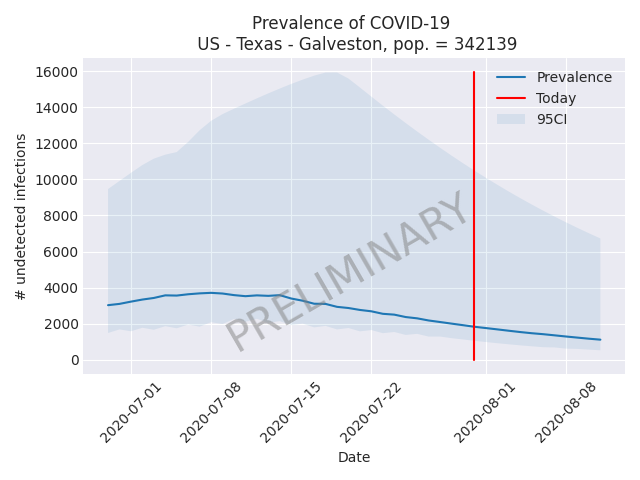 Prevalence of COVID-19
US - Texas - Galveston, pop. = 342139
16000
14000
12000
10000
8000
6000
4000
2000
0
# undetected infections
Prevalence
Today
95CI
PRELIMINARY
2020-07-01
2020-07-08
2020-07-15
2020-07-22
2020-08-01
2020-08-08
Date